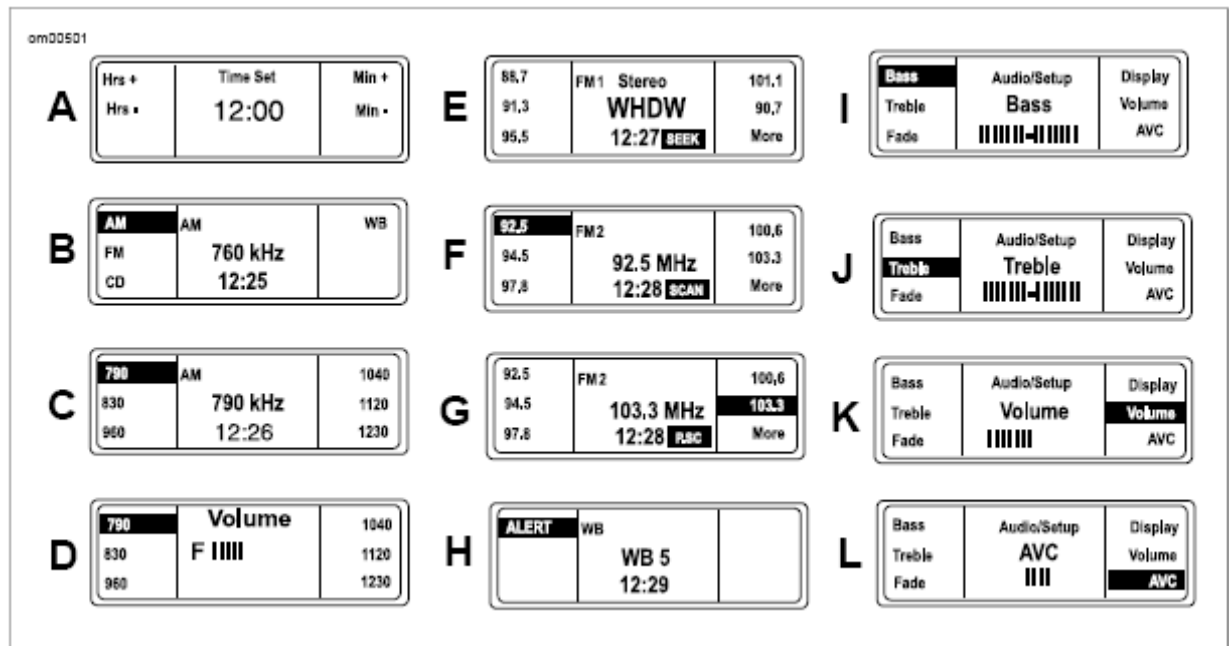 om00501
A
Hrs +
Hrs -
Time Set
12:00
Min +
Min -
B
AM
FM
CD
AM
760 kHz
12:25
WB
C
790
830
960
AM
790 kHz
12:26
1040
1120
1230
D
790
830
960
Volume
F
1040
1120
1230
E
88.7
91,3
95,5
FM1 Stereo
WHDW
12:27 SEEK
101.1
90,7
More
F
92.5
94.5
97,8
FM2
92.5 MHz
12:28 SCAN
100,6
103.3
More
G
92.5
94.5
97.8
FM2
103,3 MHz
12:28 P.SC
100,6
103.3
More
H
ALERT
WB
WB 5
12:29
I
Bass
Treble
Fade
Audio/Setup
Bass
Display
Volume
AVC
J
Bass
Treble
Fade
Audio/Setup
Treble
Display
Volume
AVC
K
Bass
Treble
Fade
Audio/Setup
Volume
Display
Volume
AVC
L
Bass
Treble
Fade
Audio/Setup
AVC
Display
Volume
AVC